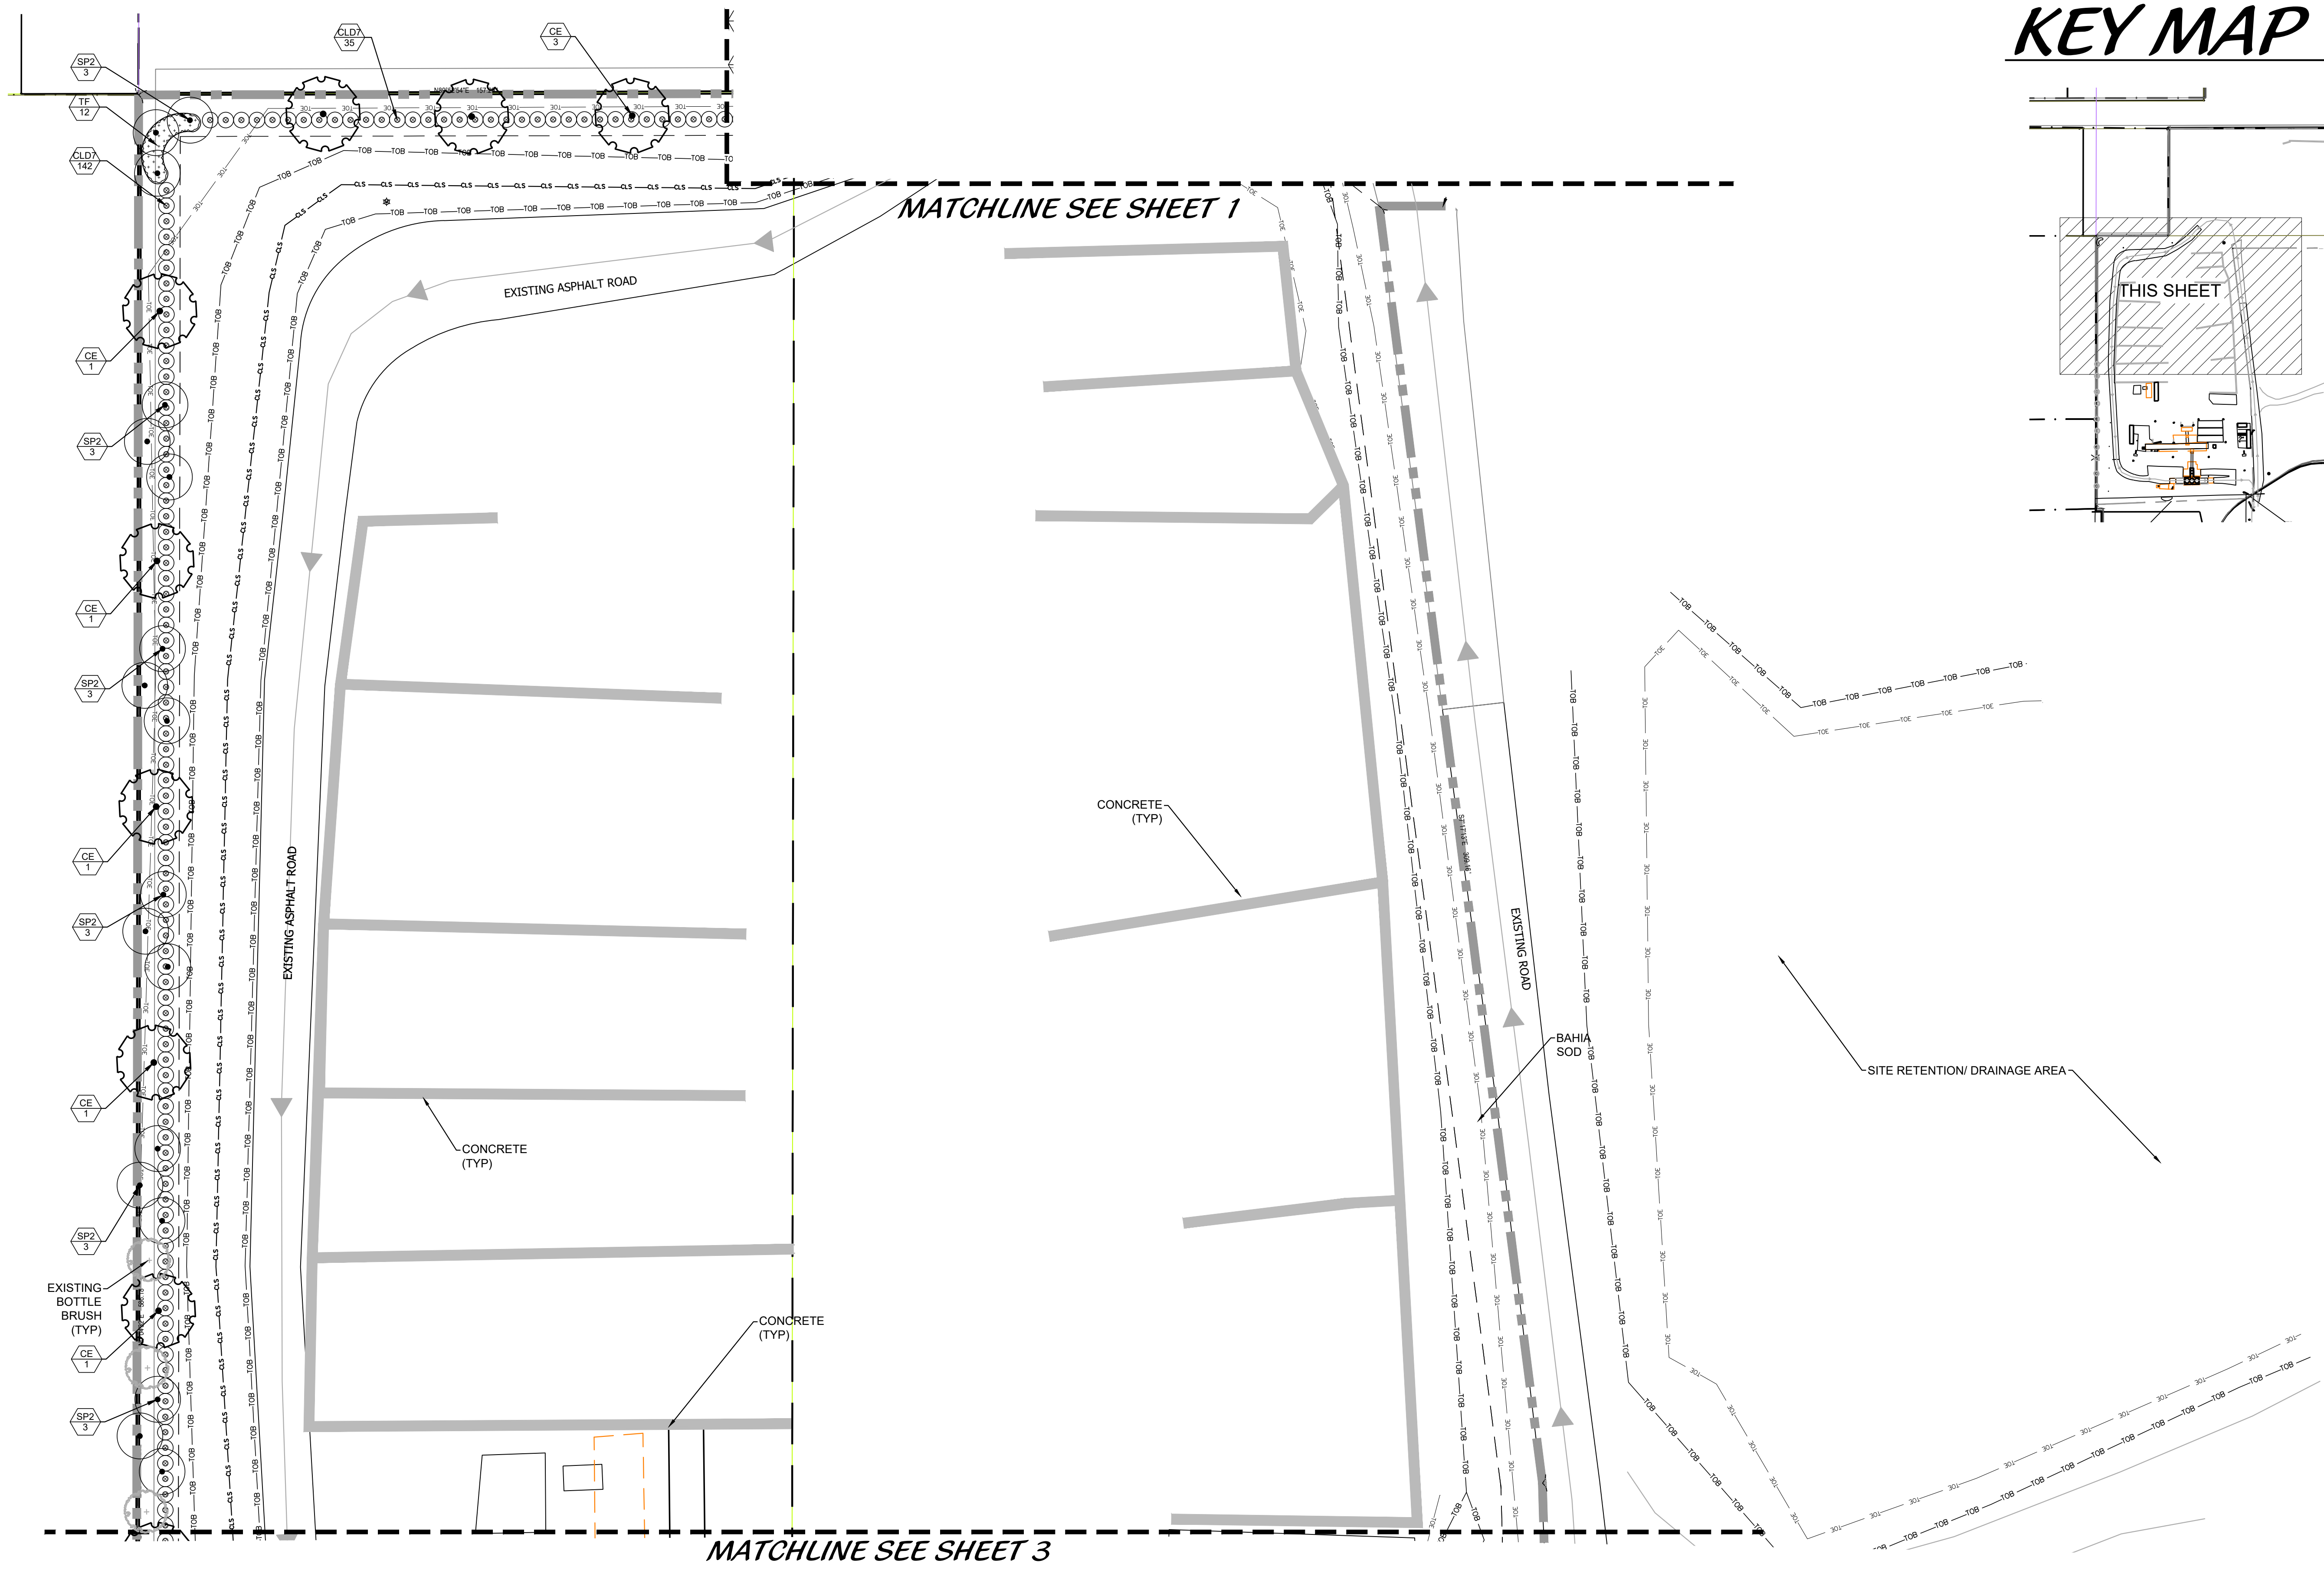 KEY MAP
CLD7
35
CE
3
SP2
3
TF
12
CLD7
142
MATCHLINE SEE SHEET 1
EXISTING ASPHALT ROAD
THIS SHEET
CE
1
SP2
3
CE
1
SP2
3
CONCRETE
(TYP)
CE
1
EXISTING ASPHALT ROAD
SP2
3
EXISTING ROAD
BAHIA
SOD
SITE RETENTION/ DRAINAGE AREA
CE
1
CONCRETE
(TYP)
SP2
3
EXISTING
BOTTLE
BRUSH
(TYP)
CONCRETE
(TYP)
CE
1
SP2
3
TOB
TOE
CLS
MATCHLINE SEE SHEET 3